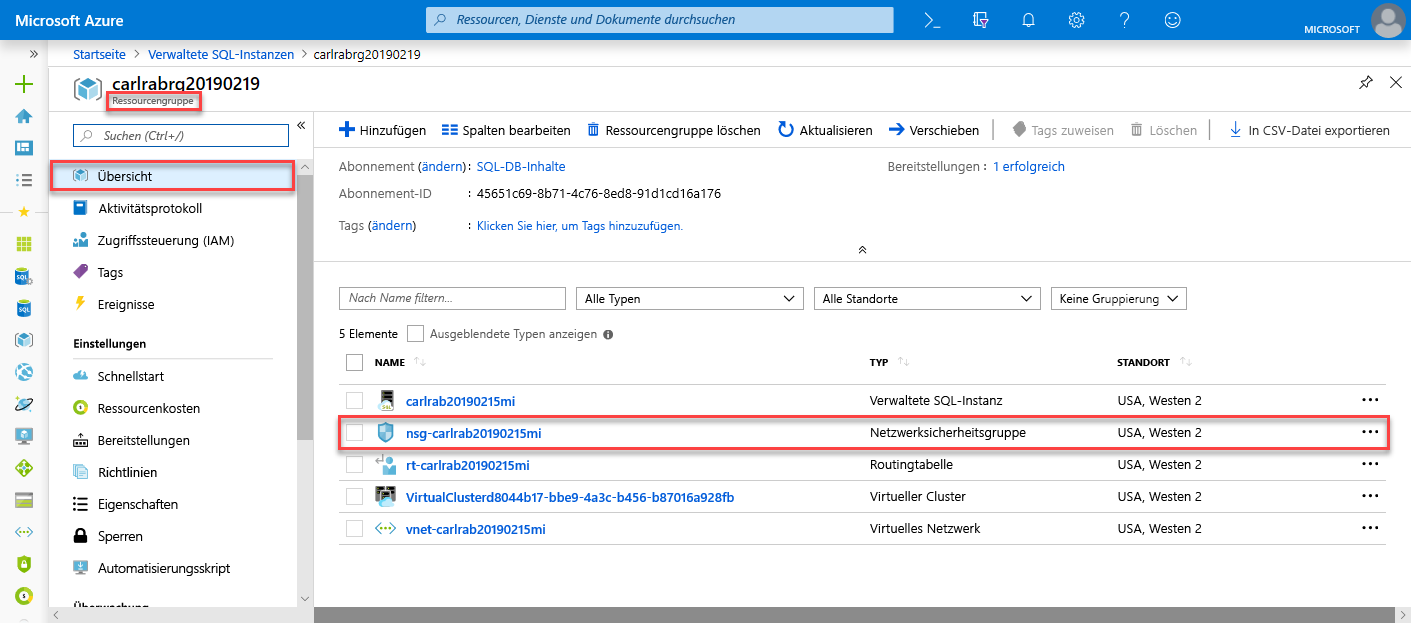 Microsoft Azure
Ressourcen, Dienste und Dokumente durchsuchen
MICROSOFT
Startseite > Verwaltete SQL-Instanzen > carlrabrg20190219
carlrabrg20190219
Ressourcengruppe
Suchen (Ctrl+/)
Übersicht
Aktivitätsprotokoll
Zugriffssteuerung (IAM)
Tags
Ereignisse
Einstellungen
Schnellstart
Ressourcenkosten
Bereitstellungen
Richtlinien
Eigenschaften
Sperren
Automatisierungsskript
Überwachung
Hinzufügen Spalten bearbeiten Ressourcengruppe löschen Aktualisieren Verschieben Tags zuweisen Löschen In CSV-Datei exportieren
Abonnement (ändern) : SQL-DB-Inhalte Bereitstellungen : 1 erfolgreich
Abonnement-ID : 45651c69-8b71-4c76-8ed8-91d1cd16a176
Tags (ändern) : Klicken Sie hier, um Tags hinzuzufügen.
Nach Name filtern... Alle Typen Alle Standorte Keine Gruppierung
5 Elemente Ausgeblendete Typen anzeigen
NAME TYP STANDORT
carlrab20190215mi Verwaltete SQL-Instanz USA, Westen 2
nsg-carlrab20190215mi Netzwerksicherheitsgruppe USA, Westen 2
rt-carlrab20190215mi Routingtabelle USA, Westen 2
VirtualClusterd8044b17-bbe9-4a3c-b456-b87016a928fb Virtueller Cluster USA, Westen 2
vnet-carlrab20190215mi Virtuelles Netzwerk USA, Westen 2